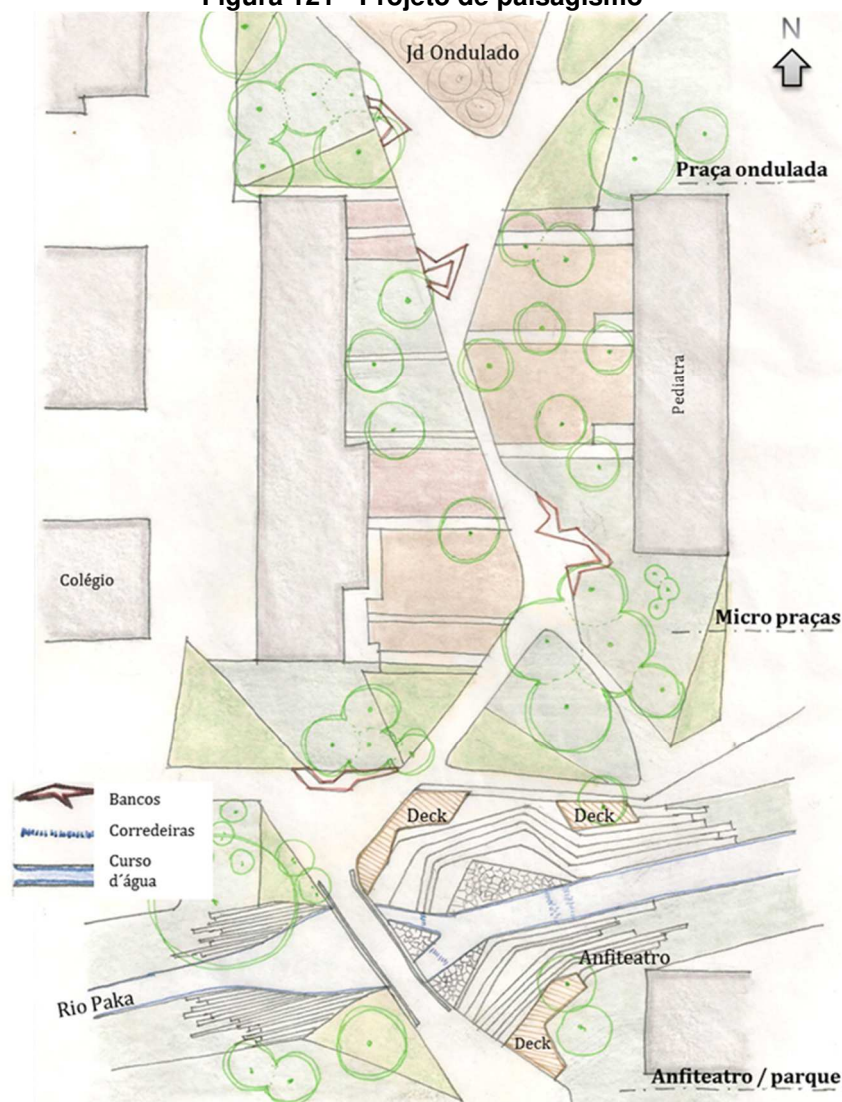 Figura 121 - Projeto de paisagismo
N
Jd Ondulado
Praça ondulada
Pediatra
Colégio
Micro praças
Bancos
Corredeiras
Curso
d´água
Deck
Deck
Anfiteatro
Rio Paka
Deck
Anfiteatro / parque